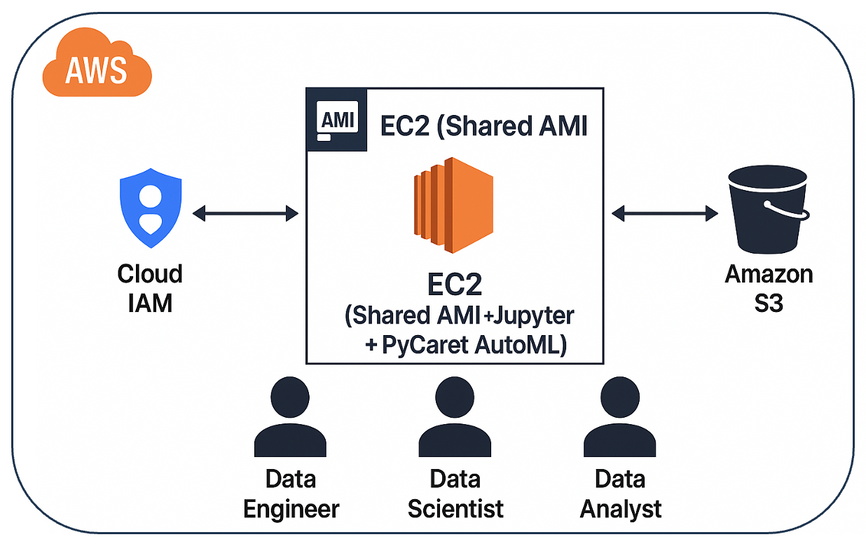 AWS
AMI
EC2 (Shared AMI
EC2
(Shared AMI+Jupyter
+ PyCaret AutoML)
Cloud
IAM
Amazon
S3
Data
Engineer
Data
Scientist
Data
Analyst